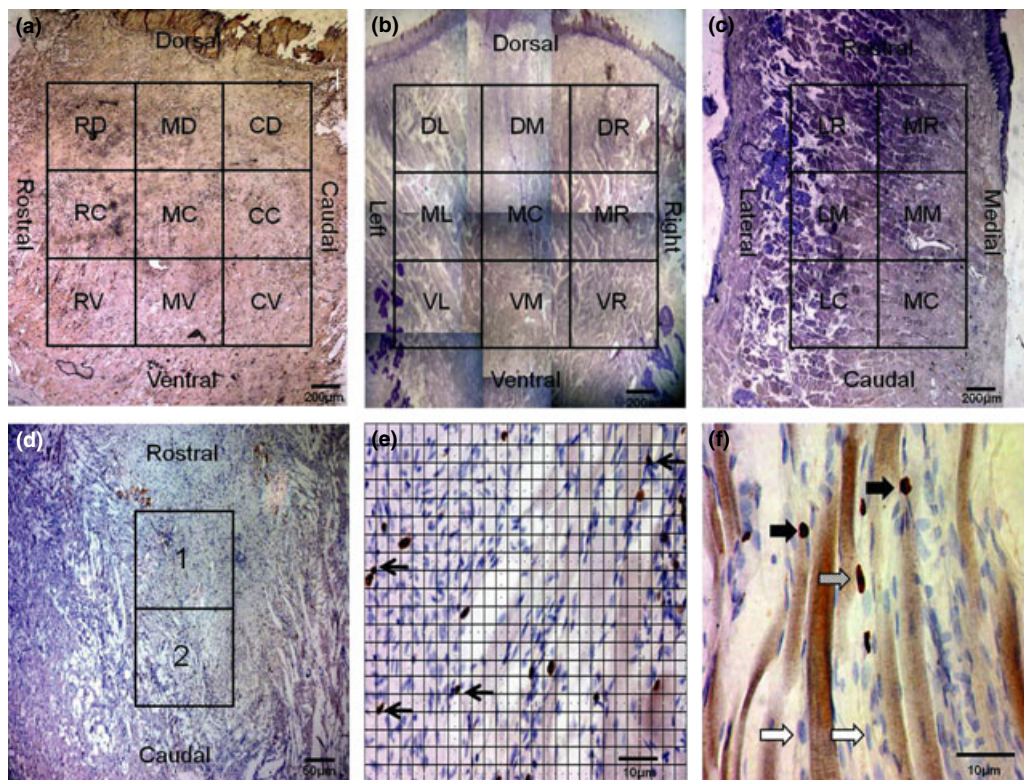 (a)
Dorsal
RD MD CD
Rostral
RC MC CC
Caudal
RV MV CV
Ventral
200µm
(b)
Dorsal
DL DM DR
Left
ML MC MR
Right
VL VM VR
Ventral
200µm
(c)
Rostral
LR MR
Lateral
LM MM
Medial
LC MC
Caudal
200µm
(d)
Rostral
1
2
Caudal
50µm
(e)
10µm
(f)
10µm